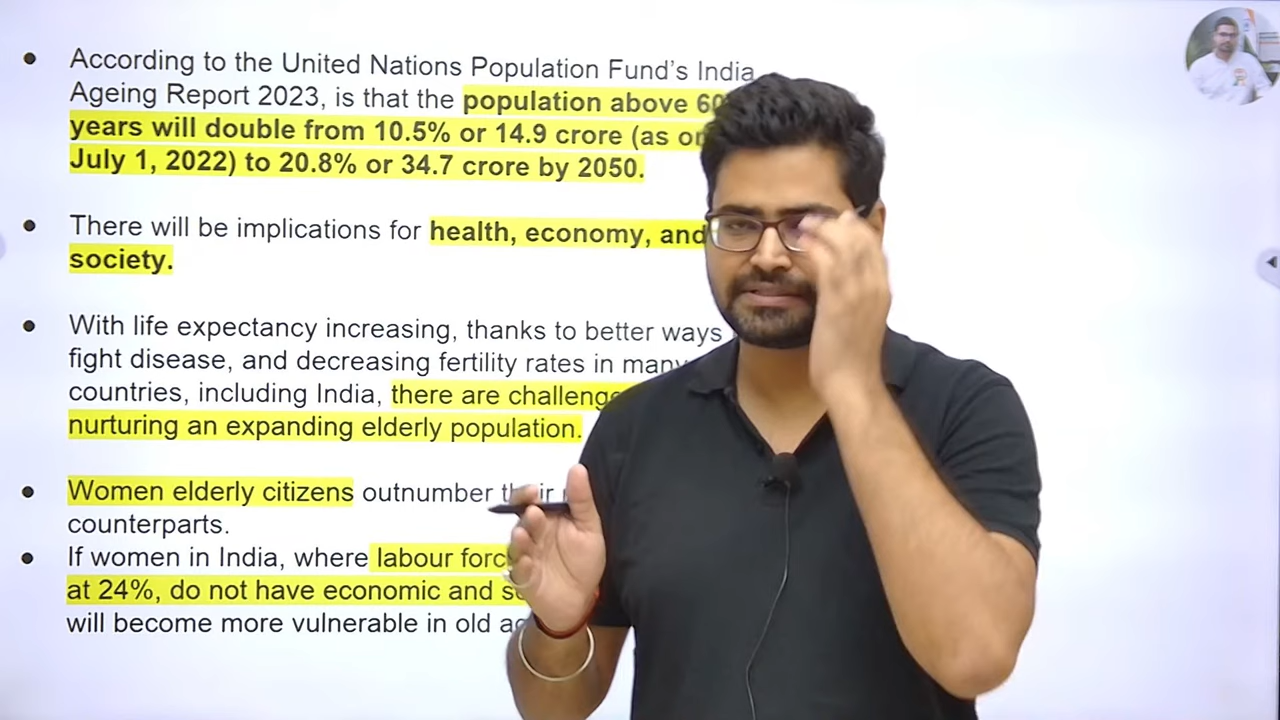 According to the United Nations Population Fund's India
Ageing Report 2023, is that the population above 60
years will double from 10.5% or 14.9 crore (as on
July 1, 2022) to 20.8% or 34.7 crore by 2050.
There will be implications for health, economy, and
society.
With life expectancy increasing, thanks to better ways
fight disease, and decreasing fertility rates in many
countries, including India, there are challenge
nurturing an expanding elderly population.
Women elderly citizens outnumber their
counterparts.
If women in India, where labour forc
at 24%, do not have economic and s
will become more vulnerable in old ag